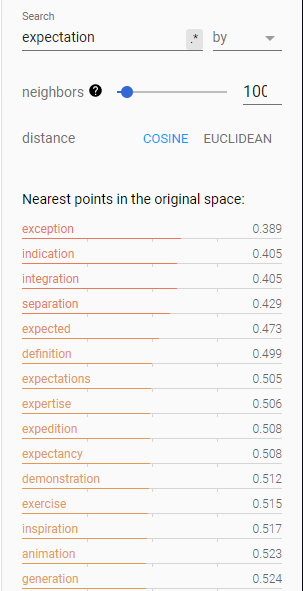 Search
expectation .* by
neighbors ? 100
distance COSINE EUCLIDEAN
Nearest points in the original space:
exception 0.389
indication 0.405
integration 0.405
separation 0.429
expected 0.473
definition 0.499
expectations 0.505
expertise 0.506
expedition 0.508
expectancy 0.508
demonstration 0.512
exercise 0.515
inspiration 0.517
animation 0.523
generation 0.524